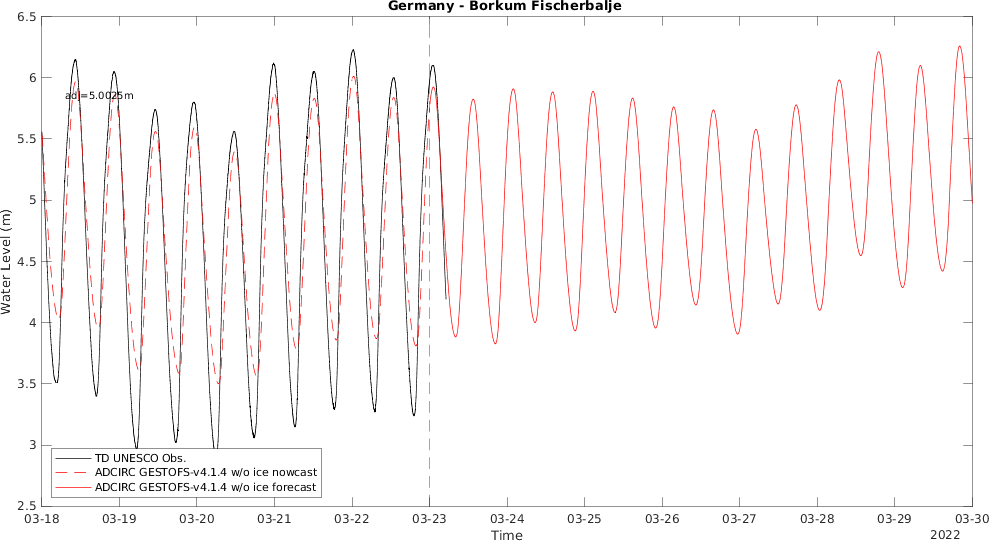 Germany - Borkum Fischerbalje
6.5
6
5.5
5
4.5
4
3.5
3
2.5
Water Level (m)
adj=5.0025m
TD UNESCO Obs.
ADCIRC GESTOFS-v4.1.4 w/o ice nowcast
ADCIRC GESTOFS-v4.1.4 w/o ice forecast
03-18 03-19 03-20 03-21 03-22 03-23 03-24 03-25 03-26 03-27 03-28 03-29 03-30
Time
2022